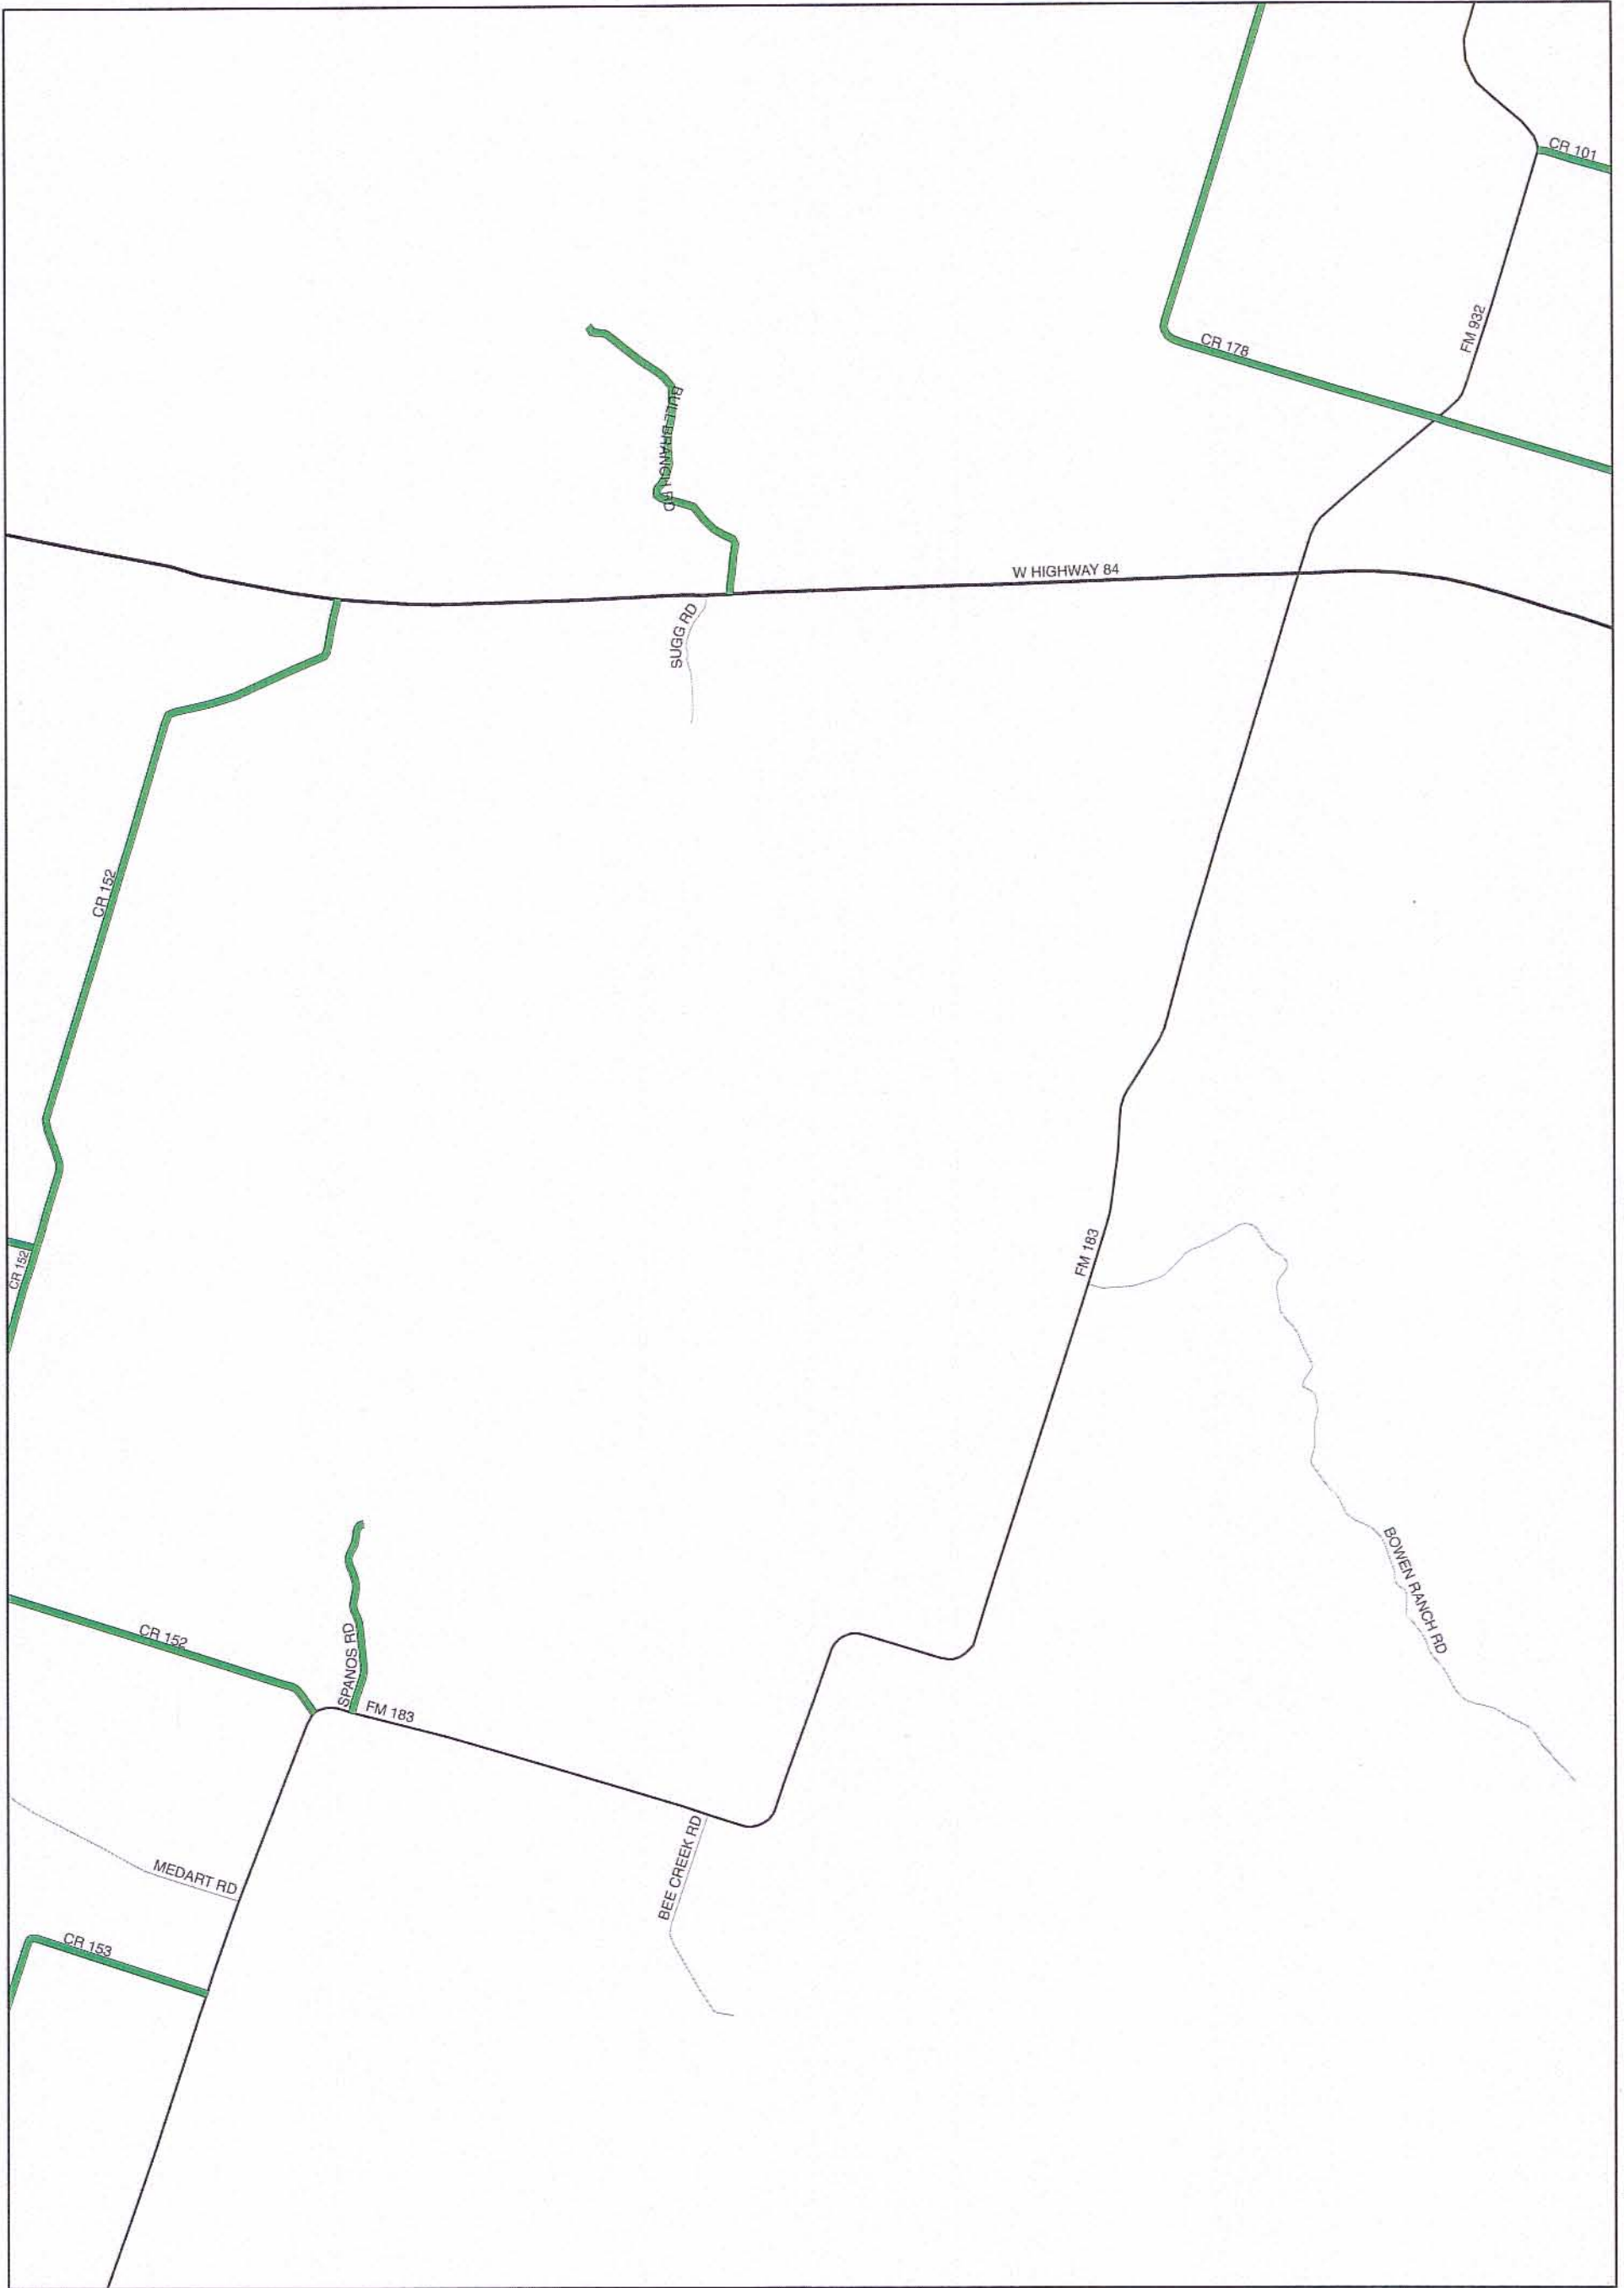 CR 101
FM 932
CR 178
BULL BRANCH RD
W HIGHWAY 84
SUGG RD
CR 152
FM 183
CR 152
BOWEN RANCH RD
SPANOS RD
CR 152
FM 183
BEE CREEK RD
MEDART RD
CR 153